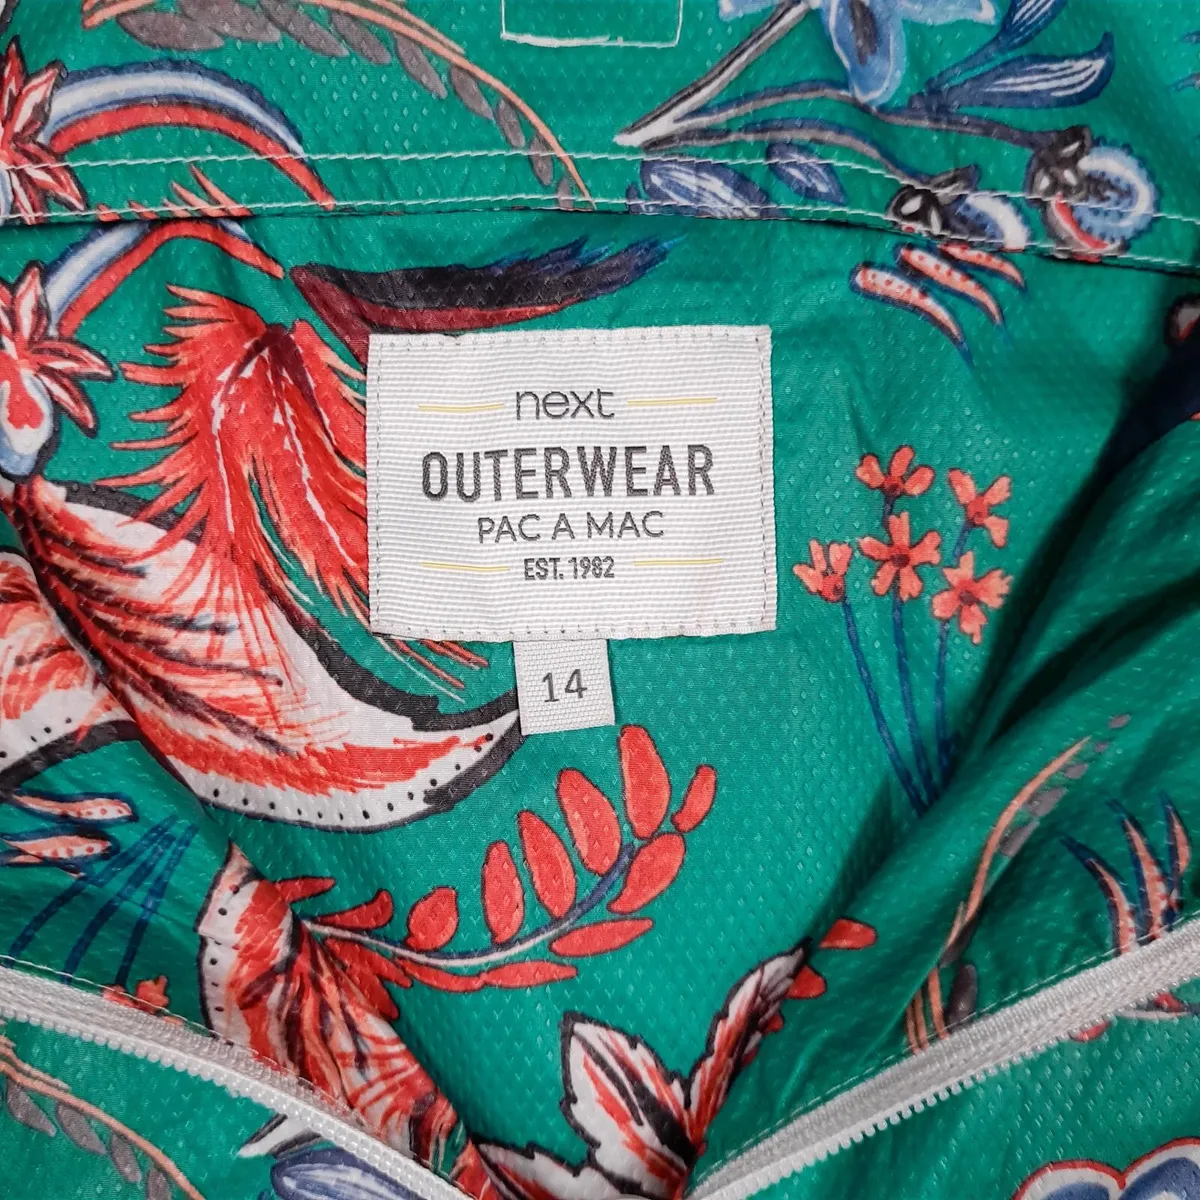 next
OUTERWEAR
PAC A MAC
EST. 1982
14